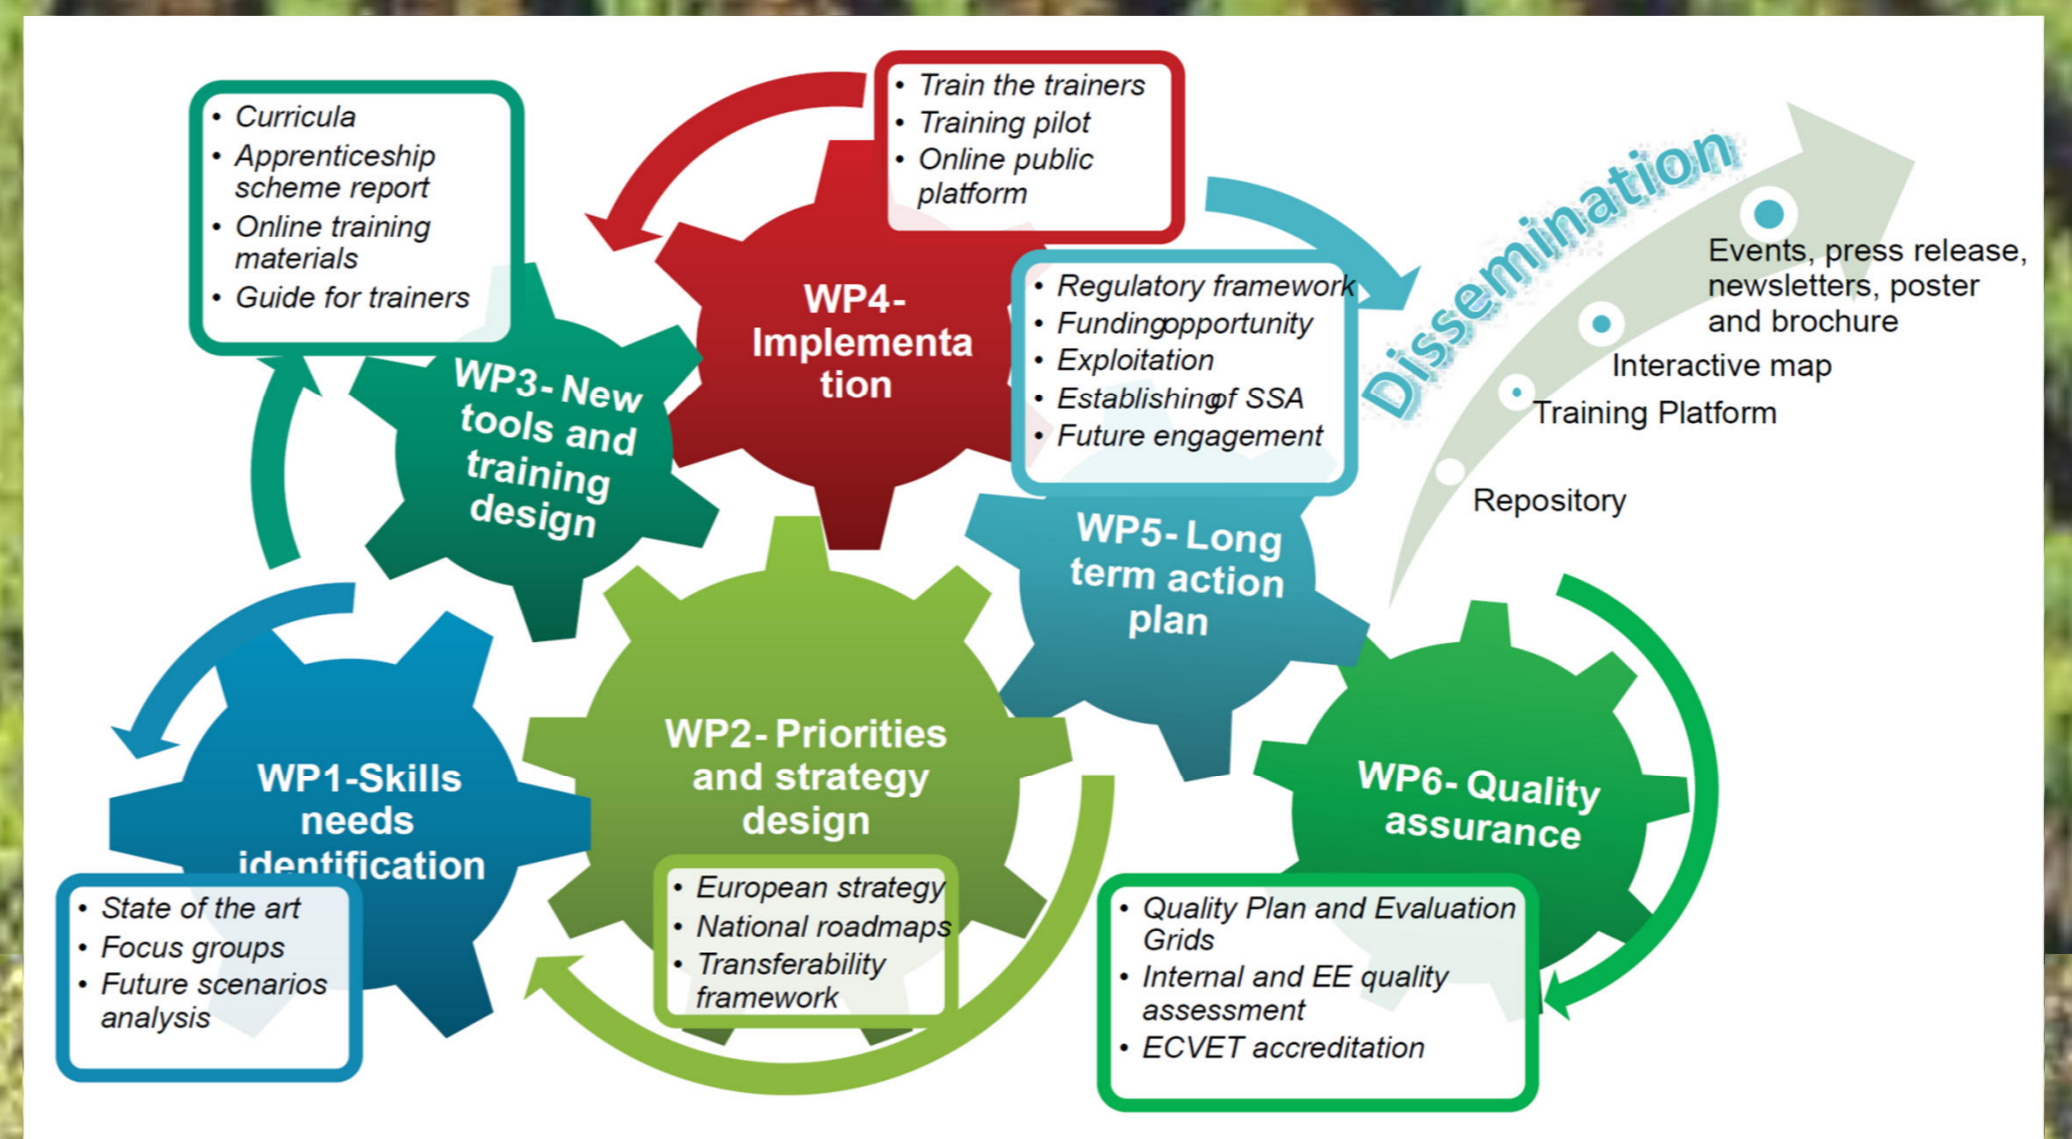 • Curricula
• Apprenticeship
scheme report
• Online training
materials
• Guide for trainers
• Train the trainers
• Training pilot
• Online public
platform
• Regulatory framework
• Fundingopportunity
• Exploitation
• Establishingof SSA
• Future engagement
WP4-
Implementa
tion
WP3- New
tools and
training
design
WP5- Long
term action
plan
WP1-Skills
needs
identification
• State of the art
• Focus groups
• Future scenarios
analysis
WP2- Priorities
and strategy
design
• European strategy
• National roadmaps
• Transferability
framework
WP6- Quality
assurance
• Quality Plan and Evaluation
Grids
• Internal and EE quality
assessment
• ECVET accreditation
Dissemination
Events, press release,
newsletters, poster
and brochure
Interactive map
Training Platform
Repository